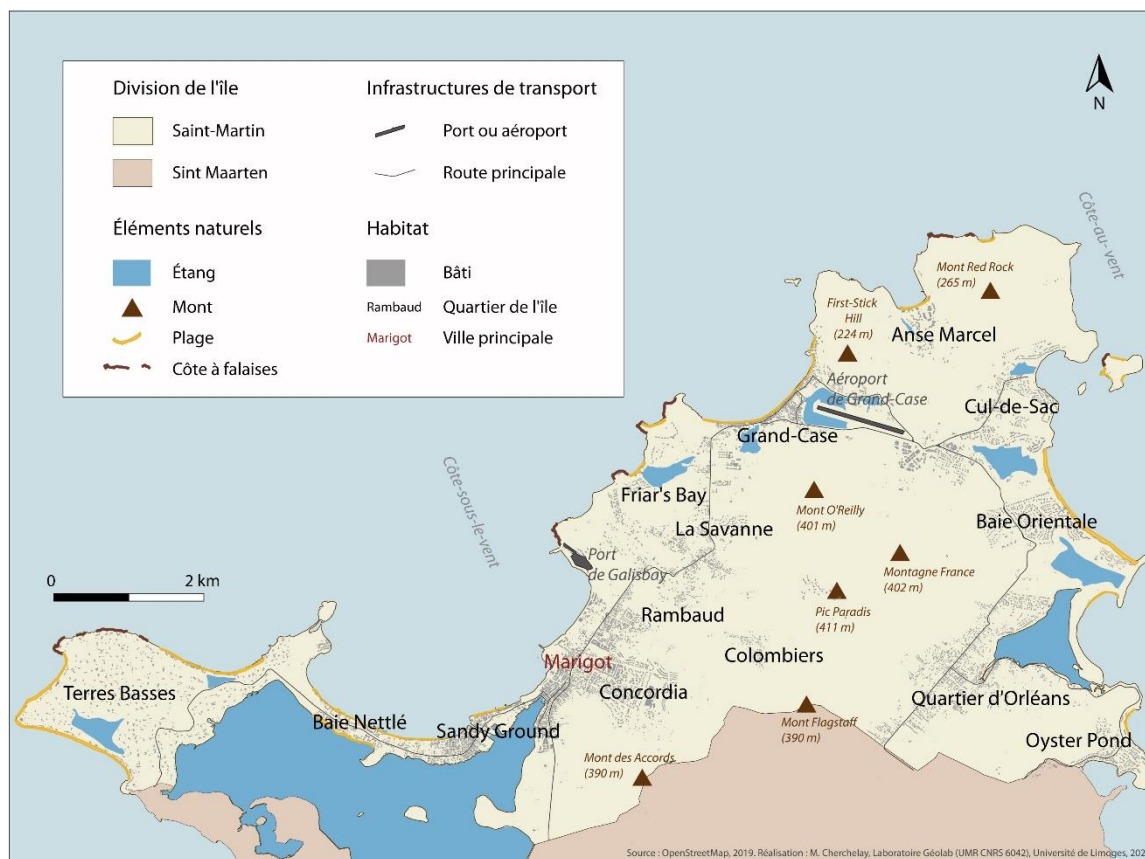 Division de l'île
Saint-Martin
Sint Maarten
Éléments naturels
Étang
Mont
Plage
Côte à falaises
Infrastructures de transport
Port ou aéroport
Route principale
Habitat
Bâti
Rambaud
Quartier de l'île
Marigot
Ville principale
N
Côte-au-vent
Mont Red Rock
(265 m)
First-Stick
Hill
(224 m)
Anse Marcel
Aéroport
de Grand-Case
Cul-de-Sac
Grand-Case
Côte-sous-le-vent
Friar's Bay
Mont O'Reilly
(401 m)
La Savanne
Baie Orientale
Port
de Galisbay
Montagne France
(402 m)
0
2 km
Pic Paradis
(411 m)
Rambaud
Colombiers
Marigot
Terres Basses
Concordia
Quartier d'Orléans
Baie Nettlé
Sandy Ground
Mont Flagstaff
(390 m)
Oyster Pond
Mont des Accords
(390 m)
Source : OpenStreetMap, 2019. Réalisation : M. Cherchelay, Laboratoire Géolab (UMR CNRS 6042), Université de Limoges,